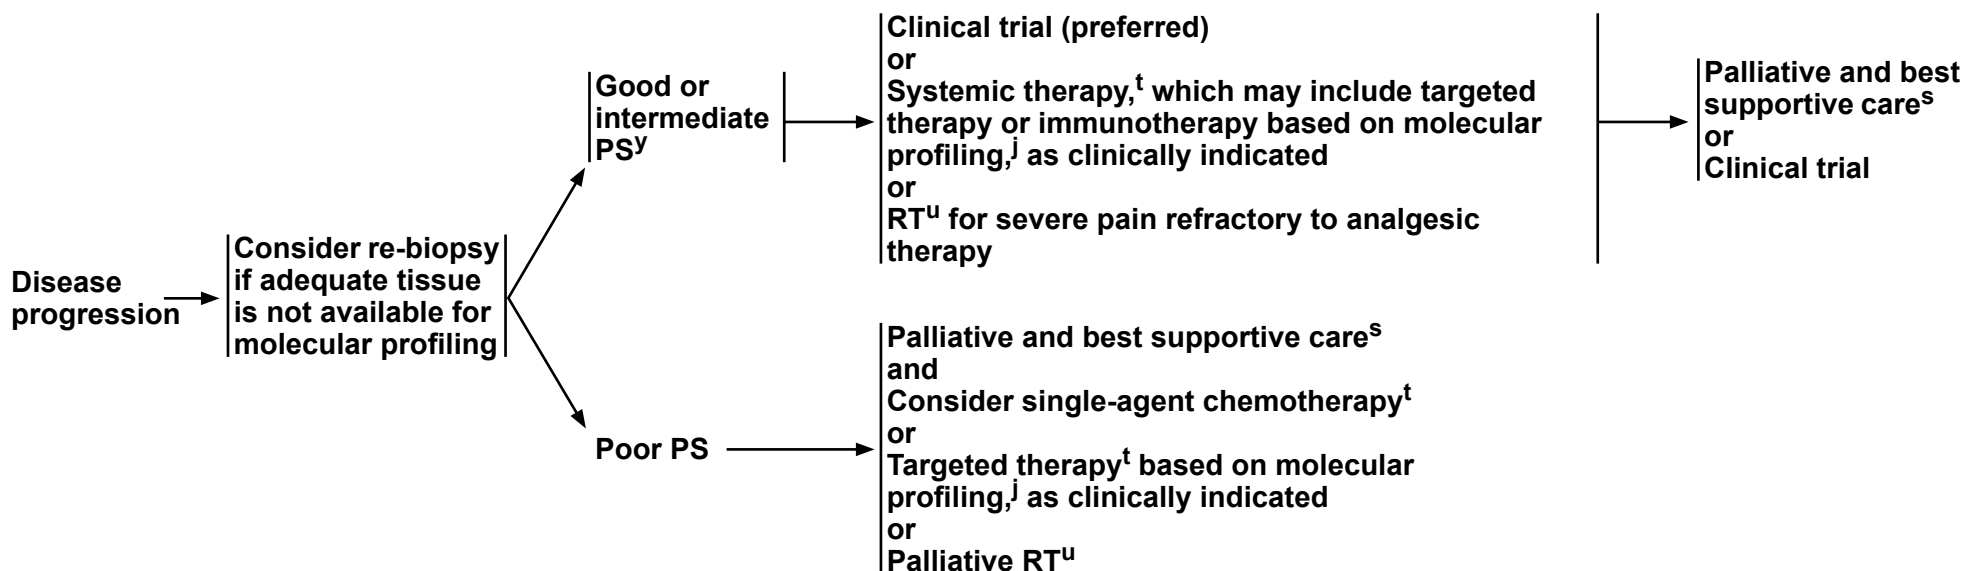 Disease
progression
Consider re-biopsy
if adequate tissue
is not available for
molecular profiling
Good or
intermediate
PSʸ
Clinical trial (preferred)
or
Systemic therapy,ᵗ which may include targeted
therapy or immunotherapy based on molecular
profiling,ʲ as clinically indicated
or
RTᵘ for severe pain refractory to analgesic
therapy
Palliative and best
supportive careˢ
or
Clinical trial
Poor PS
Palliative and best supportive careˢ
and
Consider single-agent chemotherapyᵗ
or
Targeted therapyᵗ based on molecular
profiling,ʲ as clinically indicated
or
Palliative RTᵘ